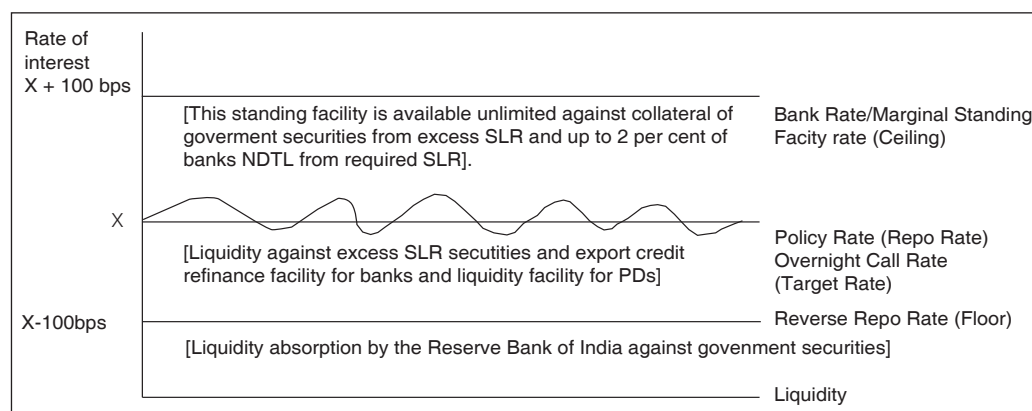 Rate of
interest
X + 100 bps
[This standing facility is available unlimited against collateral of
goverment securities from excess SLR and up to 2 per cent of
banks NDTL from required SLR].
Bank Rate/Marginal Standing
Facity rate (Ceiling)
X
[Liquidity against excess SLR secutities and export credit
refinance facility for banks and liquidity facility for PDs]
Policy Rate (Repo Rate)
Overnight Call Rate
(Target Rate)
X-100bps
Reverse Repo Rate (Floor)
[Liquidity absorption by the Reserve Bank of India against govenment securities]
Liquidity